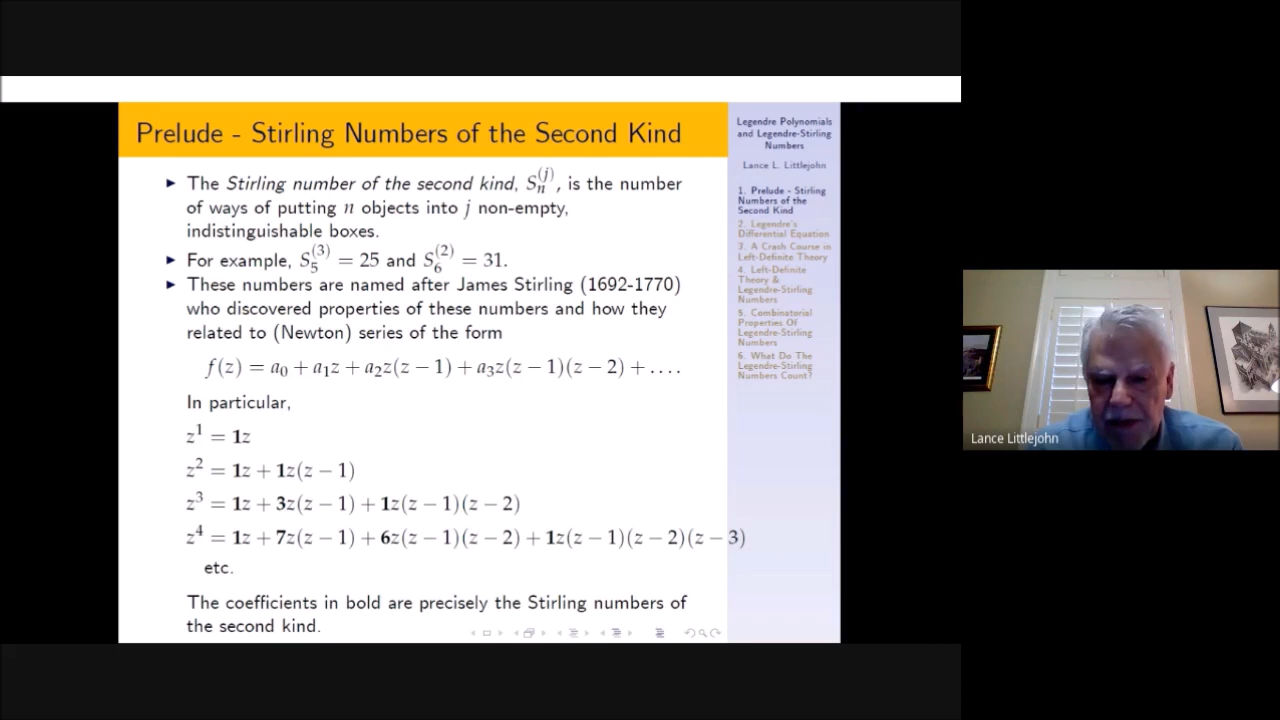 Prelude - Stirling Numbers of the Second Kind
▶ The Stirling number of the second kind, S_n^{(j)}, is the number
of ways of putting n objects into j non-empty,
indistinguishable boxes.
▶ For example, S_5^{(3)} = 25 and S_6^{(2)} = 31.
▶ These numbers are named after James Stirling (1692-1770)
who discovered properties of these numbers and how they
related to (Newton) series of the form
f(z) = a_0 + a_1z + a_2z(z − 1) + a_3z(z − 1)(z − 2) + . . . .
In particular,
z^1 = 1z
z^2 = 1z + 1z(z − 1)
z^3 = 1z + 3z(z − 1) + 1z(z − 1)(z − 2)
z^4 = 1z + 7z(z − 1) + 6z(z − 1)(z − 2) + 1z(z − 1)(z − 2)(z − 3)
etc.
The coefficients in bold are precisely the Stirling numbers of
the second kind.
Legendre Polynomials
and Legendre-Stirling
Numbers
Lance L. Littlejohn
1. Prelude - Stirling
Numbers of the
Second Kind
2. Legendre's
Differential Equation
3. A Crash Course in
Left-Definite Theory
4. Left-Definite
Theory &
Legendre-Stirling
Numbers
5. Combinatorial
Properties Of
Legendre-Stirling
Numbers
6. What Do The
Legendre-Stirling
Numbers Count?
Lance Littlejohn